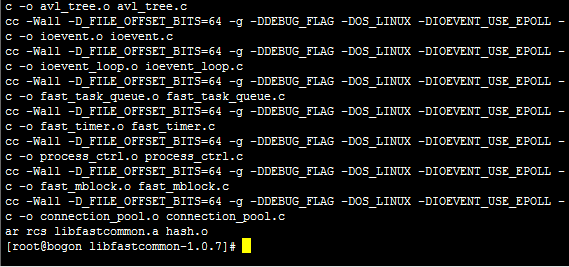 c -o avl_tree.o avl_tree.c
cc -Wall -D_FILE_OFFSET_BITS=64 -g -DDEBUG_FLAG -DOS_LINUX -DIOEVENT_USE_EPOLL -
c -o ioevent.o ioevent.c
cc -Wall -D_FILE_OFFSET_BITS=64 -g -DDEBUG_FLAG -DOS_LINUX -DIOEVENT_USE_EPOLL -
c -o ioevent_loop.o ioevent_loop.c
cc -Wall -D_FILE_OFFSET_BITS=64 -g -DDEBUG_FLAG -DOS_LINUX -DIOEVENT_USE_EPOLL -
c -o fast_task_queue.o fast_task_queue.c
cc -Wall -D_FILE_OFFSET_BITS=64 -g -DDEBUG_FLAG -DOS_LINUX -DIOEVENT_USE_EPOLL -
c -o fast_timer.o fast_timer.c
cc -Wall -D_FILE_OFFSET_BITS=64 -g -DDEBUG_FLAG -DOS_LINUX -DIOEVENT_USE_EPOLL -
c -o process_ctrl.o process_ctrl.c
cc -Wall -D_FILE_OFFSET_BITS=64 -g -DDEBUG_FLAG -DOS_LINUX -DIOEVENT_USE_EPOLL -
c -o fast_mblock.o fast_mblock.c
cc -Wall -D_FILE_OFFSET_BITS=64 -g -DDEBUG_FLAG -DOS_LINUX -DIOEVENT_USE_EPOLL -
c -o connection_pool.o connection_pool.c
ar rcs libfastcommon.a hash.o
[root@bogon libfastcommon-1.0.7]#